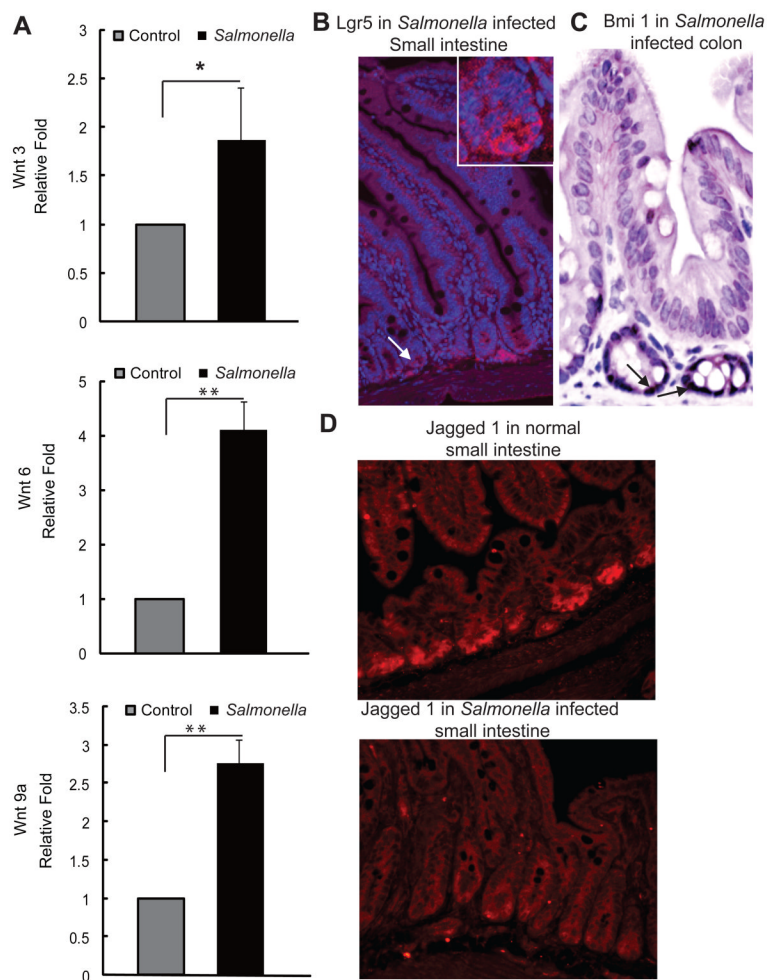 A
Control Salmonella
3
2.5
2
1.5
1
0.5
0
*
Wnt 3
Relative Fold
Control Salmonella
5
4
3
2
1
0
**
Wnt 6
Relative Fold
Control Salmonella
3.5
3
2.5
2
1.5
1
0.5
0
**
Wnt 9a
Relative Fold
B Lgr5 in Salmonella infected
Small intestine
C Bmi 1 in Salmonella
infected colon
D
Jagged 1 in normal
small intestine
Jagged 1 in Salmonella infected
small intestine